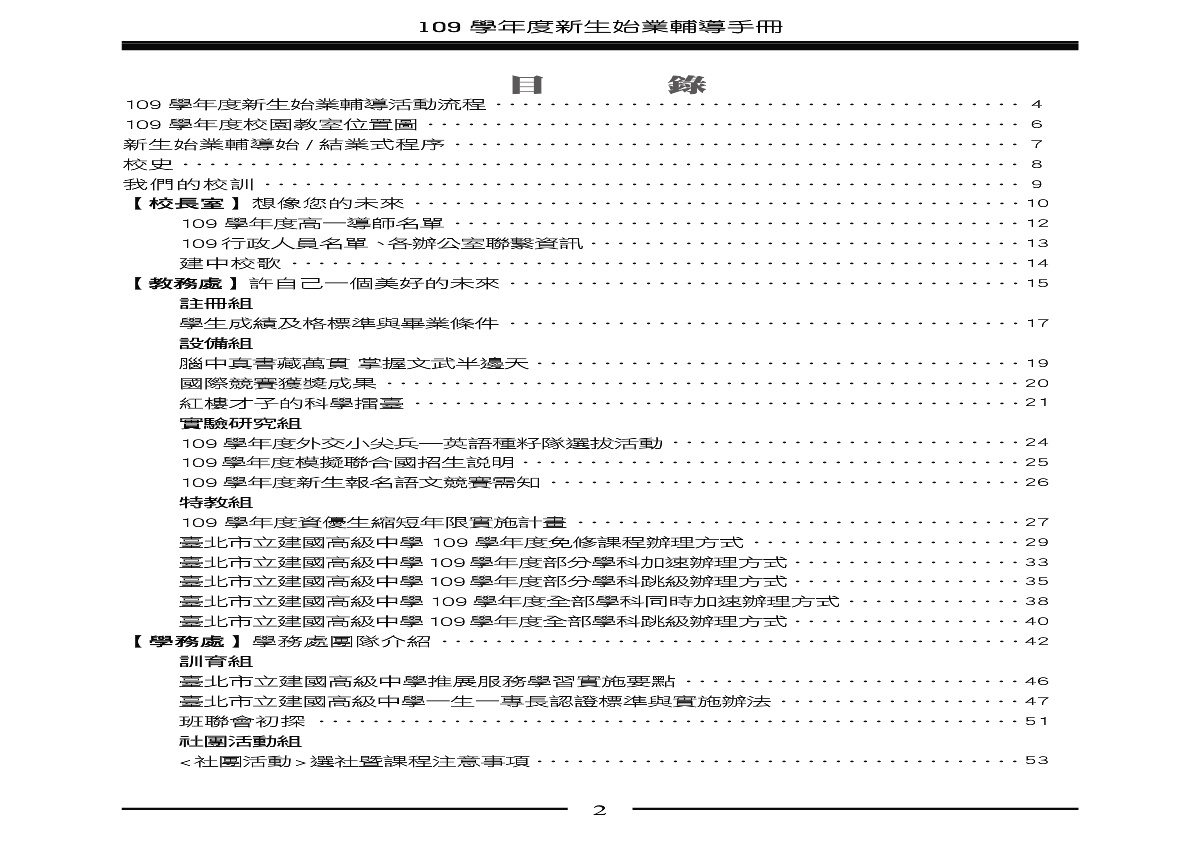 109 學年度新生始業輔導手冊
目 錄
109 學年度新生始業輔導活動流程 ‧‧‧‧‧‧‧‧‧‧ 4
109 學年度校園教室位置圖 ‧‧‧‧‧‧‧‧‧‧ 6
新生始業輔導始 / 結業式程序 ‧‧‧‧‧‧‧‧‧‧ 7
校史 ‧‧‧‧‧‧‧‧‧‧ 8
我們的校訓 ‧‧‧‧‧‧‧‧‧‧ 9
【校長室】想像您的未來 ‧‧‧‧‧‧‧‧‧‧ 10
109 學年度高一導師名單 ‧‧‧‧‧‧‧‧‧‧ 12
109 行政人員名單、各辦公室聯繫資訊 ‧‧‧‧‧‧‧‧‧‧ 13
建中校歌 ‧‧‧‧‧‧‧‧‧‧ 14
【教務處】許自己一個美好的未來 ‧‧‧‧‧‧‧‧‧‧ 15
註冊組
學生成績及格標準與畢業條件 ‧‧‧‧‧‧‧‧‧‧ 17
設備組
腦中真書藏萬貫 掌握文武半邊天 ‧‧‧‧‧‧‧‧‧‧ 19
國際競賽獲獎成果 ‧‧‧‧‧‧‧‧‧‧ 20
紅樓才子的科學擂臺 ‧‧‧‧‧‧‧‧‧‧ 21
實驗研究組
109 學年度外交小尖兵—英語種籽隊選拔活動 ‧‧‧‧‧‧‧‧‧‧ 24
109 學年度模擬聯合國招生說明 ‧‧‧‧‧‧‧‧‧‧ 25
109 學年度新生報名語文競賽需知 ‧‧‧‧‧‧‧‧‧‧ 26
特教組
109 學年度資優生縮短年限實施計畫 ‧‧‧‧‧‧‧‧‧‧ 27
臺北市立建國高級中學 109 學年度免修課程辦理方式 ‧‧‧‧‧‧‧‧‧‧ 29
臺北市立建國高級中學 109 學年度部分學科加速辦理方式 ‧‧‧‧‧‧‧‧‧‧ 33
臺北市立建國高級中學 109 學年度部分學科跳級辦理方式 ‧‧‧‧‧‧‧‧‧‧ 35
臺北市立建國高級中學 109 學年度全部學科同時加速辦理方式 ‧‧‧‧‧‧‧‧‧‧ 38
臺北市立建國高級中學 109 學年度全部學科跳級辦理方式 ‧‧‧‧‧‧‧‧‧‧ 40
【學務處】學務處團隊介紹 ‧‧‧‧‧‧‧‧‧‧ 42
訓育組
臺北市立建國高級中學推展服務學習實施要點 ‧‧‧‧‧‧‧‧‧‧ 46
臺北市立建國高級中學一生一專長認證標準與實施辦法 ‧‧‧‧‧‧‧‧‧‧ 47
班聯會初探 ‧‧‧‧‧‧‧‧‧‧ 51
社團活動組
<社團活動>選社暨課程注意事項 ‧‧‧‧‧‧‧‧‧‧ 53
2